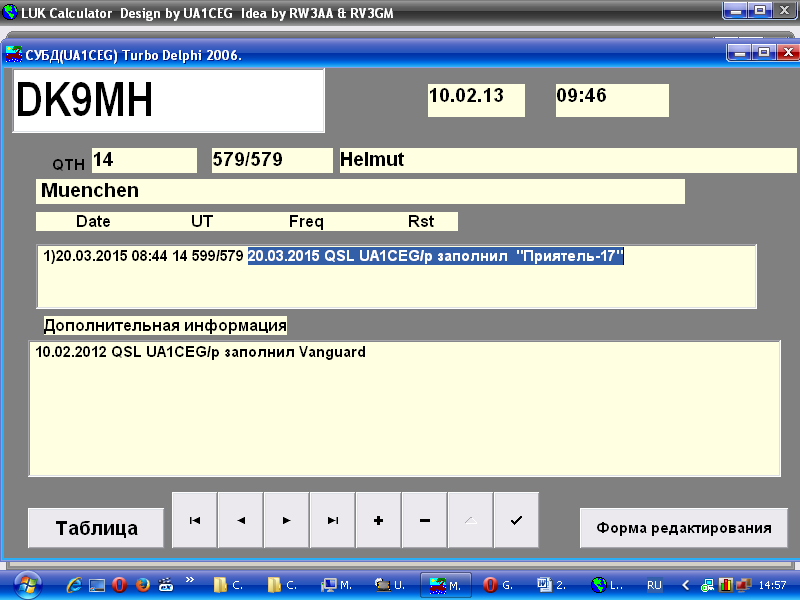 LUK Calculator Design by UA1CEG Idea by RW3AA & RV3GM
СУБД(UA1CEG) Turbo Delphi 2006.
DK9MH
10.02.13 09:46
QTH 14 579/579 Helmut
Muenchen
Date UT Freq Rst
1)20.03.2015 08:44 14 599/579 20.03.2015 QSL UA1CEG/p заполнил "Приятель-17"
Дополнительная информация
10.02.2012 QSL UA1CEG/p заполнил Vanguard
Таблица
Форма редактирования
С. С. М. U. М. G. 2. L.. RU 14:57